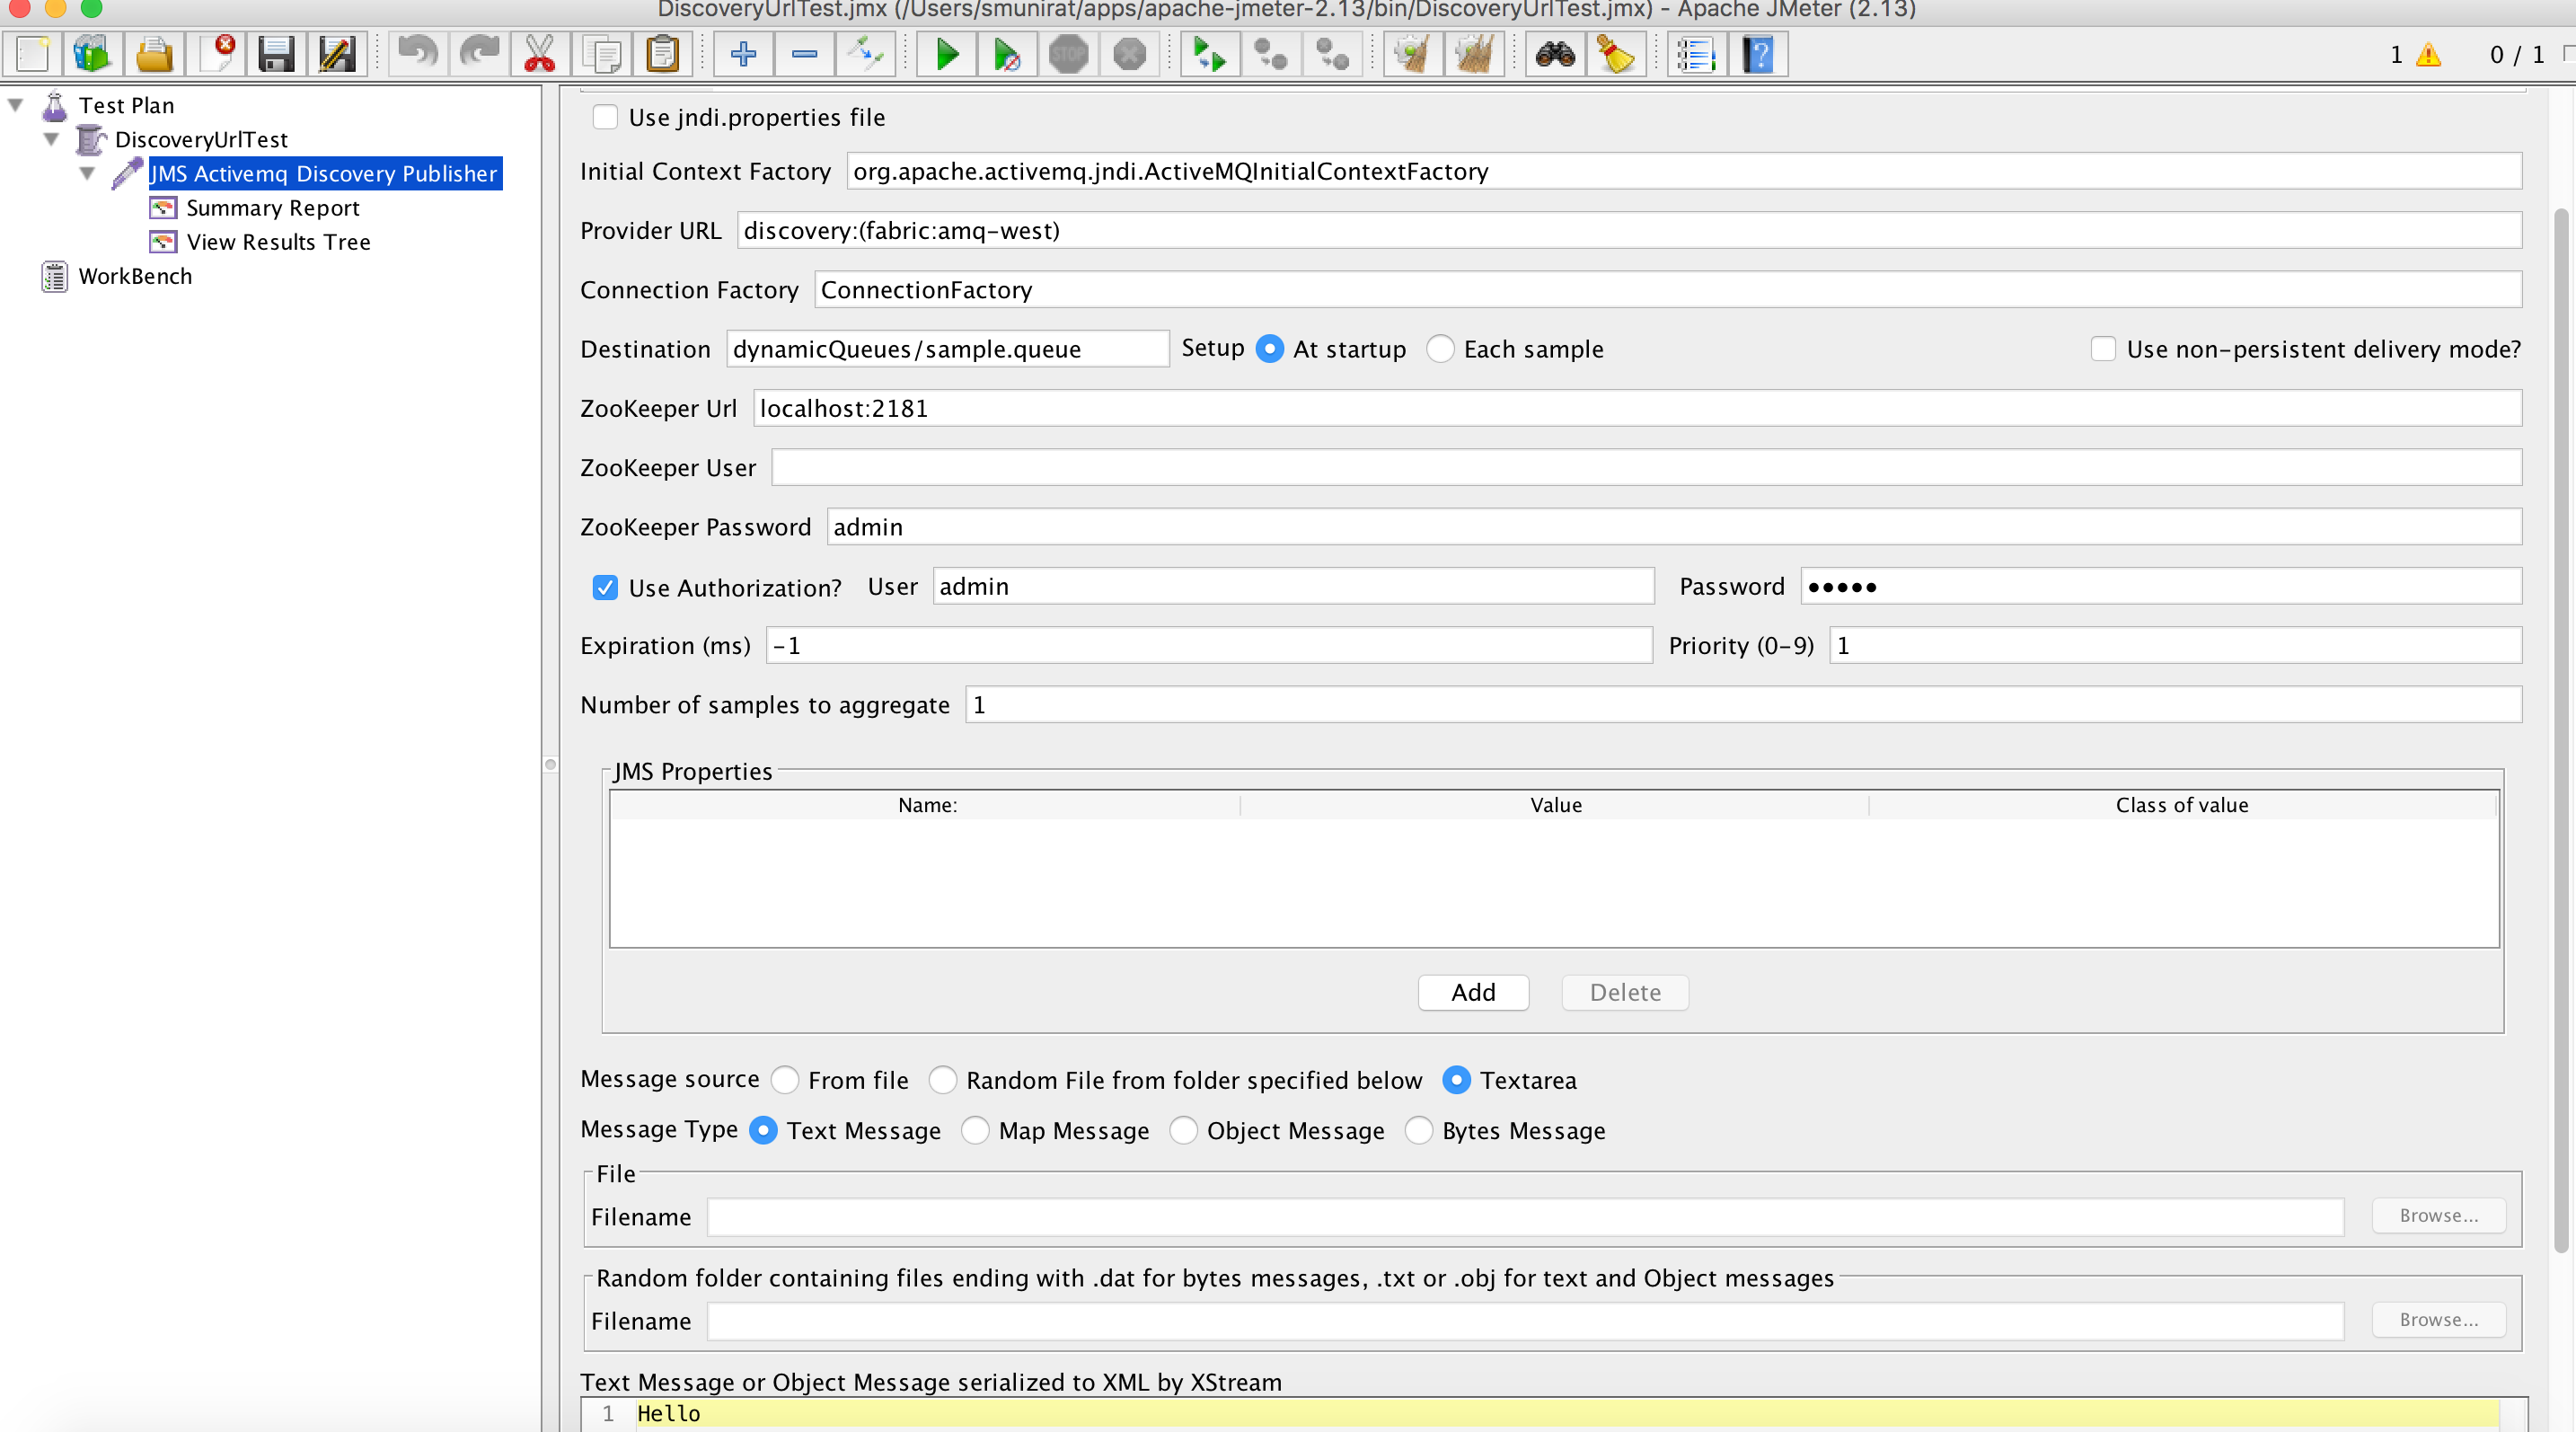 DiscoveryUrlTest.jmx (/Users/smunirat/apps/apache-jmeter-2.13/bin/DiscoveryUrlTest.jmx) - Apache JMeter (2.13)
STOP
1 0 / 1
Test Plan
DiscoveryUrlTest
JMS Activemq Discovery Publisher
Summary Report
View Results Tree
WorkBench
Use jndi.properties file
Initial Context Factory org.apache.activemq.jndi.ActiveMQInitialContextFactory
Provider URL discovery:(fabric:amq-west)
Connection Factory ConnectionFactory
Destination dynamicQueues/sample.queue Setup At startup Each sample Use non-persistent delivery mode?
ZooKeeper Url localhost:2181
ZooKeeper User
ZooKeeper Password admin
Use Authorization? User admin Password •••••
Expiration (ms) -1 Priority (0-9) 1
Number of samples to aggregate 1
JMS Properties
Name: Value Class of value
Add Delete
Message source From file Random File from folder specified below Textarea
Message Type Text Message Map Message Object Message Bytes Message
File
Filename Browse...
Random folder containing files ending with .dat for bytes messages, .txt or .obj for text and Object messages
Filename Browse...
Text Message or Object Message serialized to XML by XStream
1 Hello